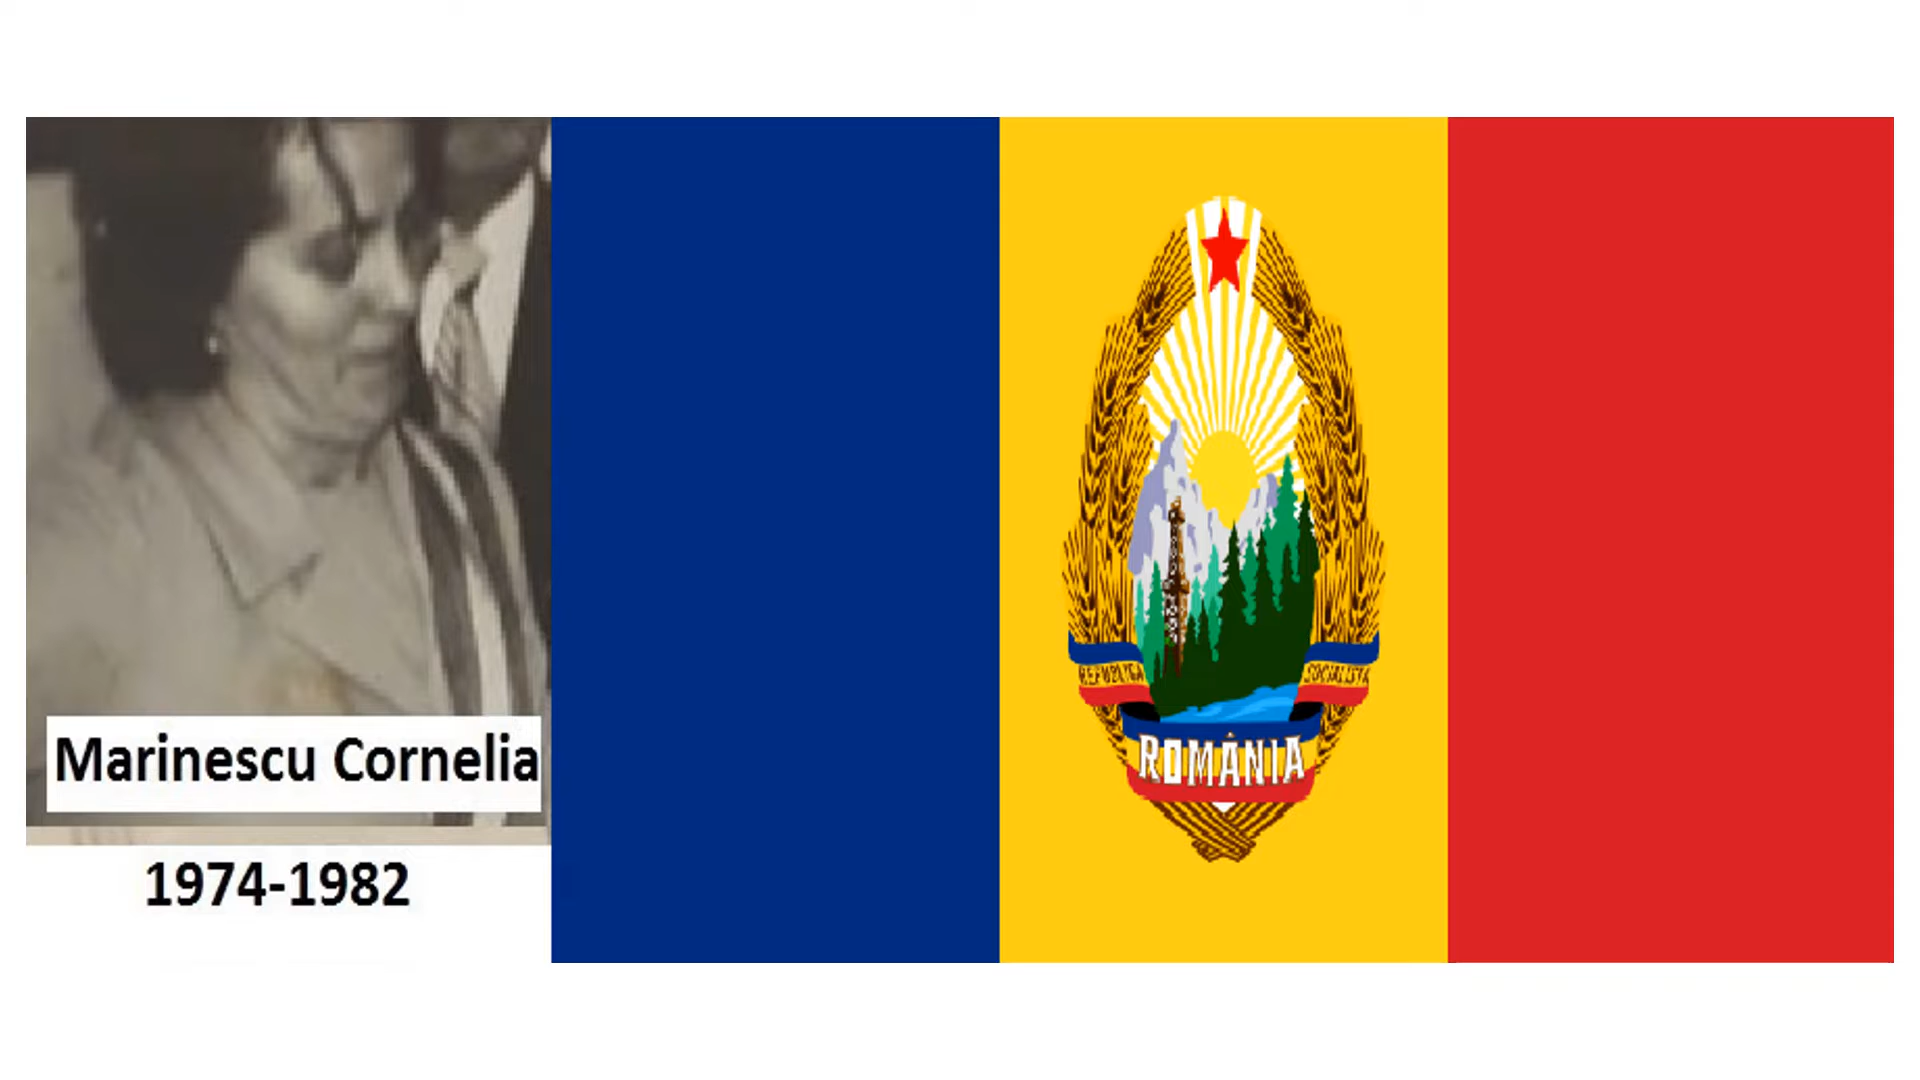 Marinescu Cornelia
1974-1982
REPUBLICA
SOCIALISTA
ROMÂNIA